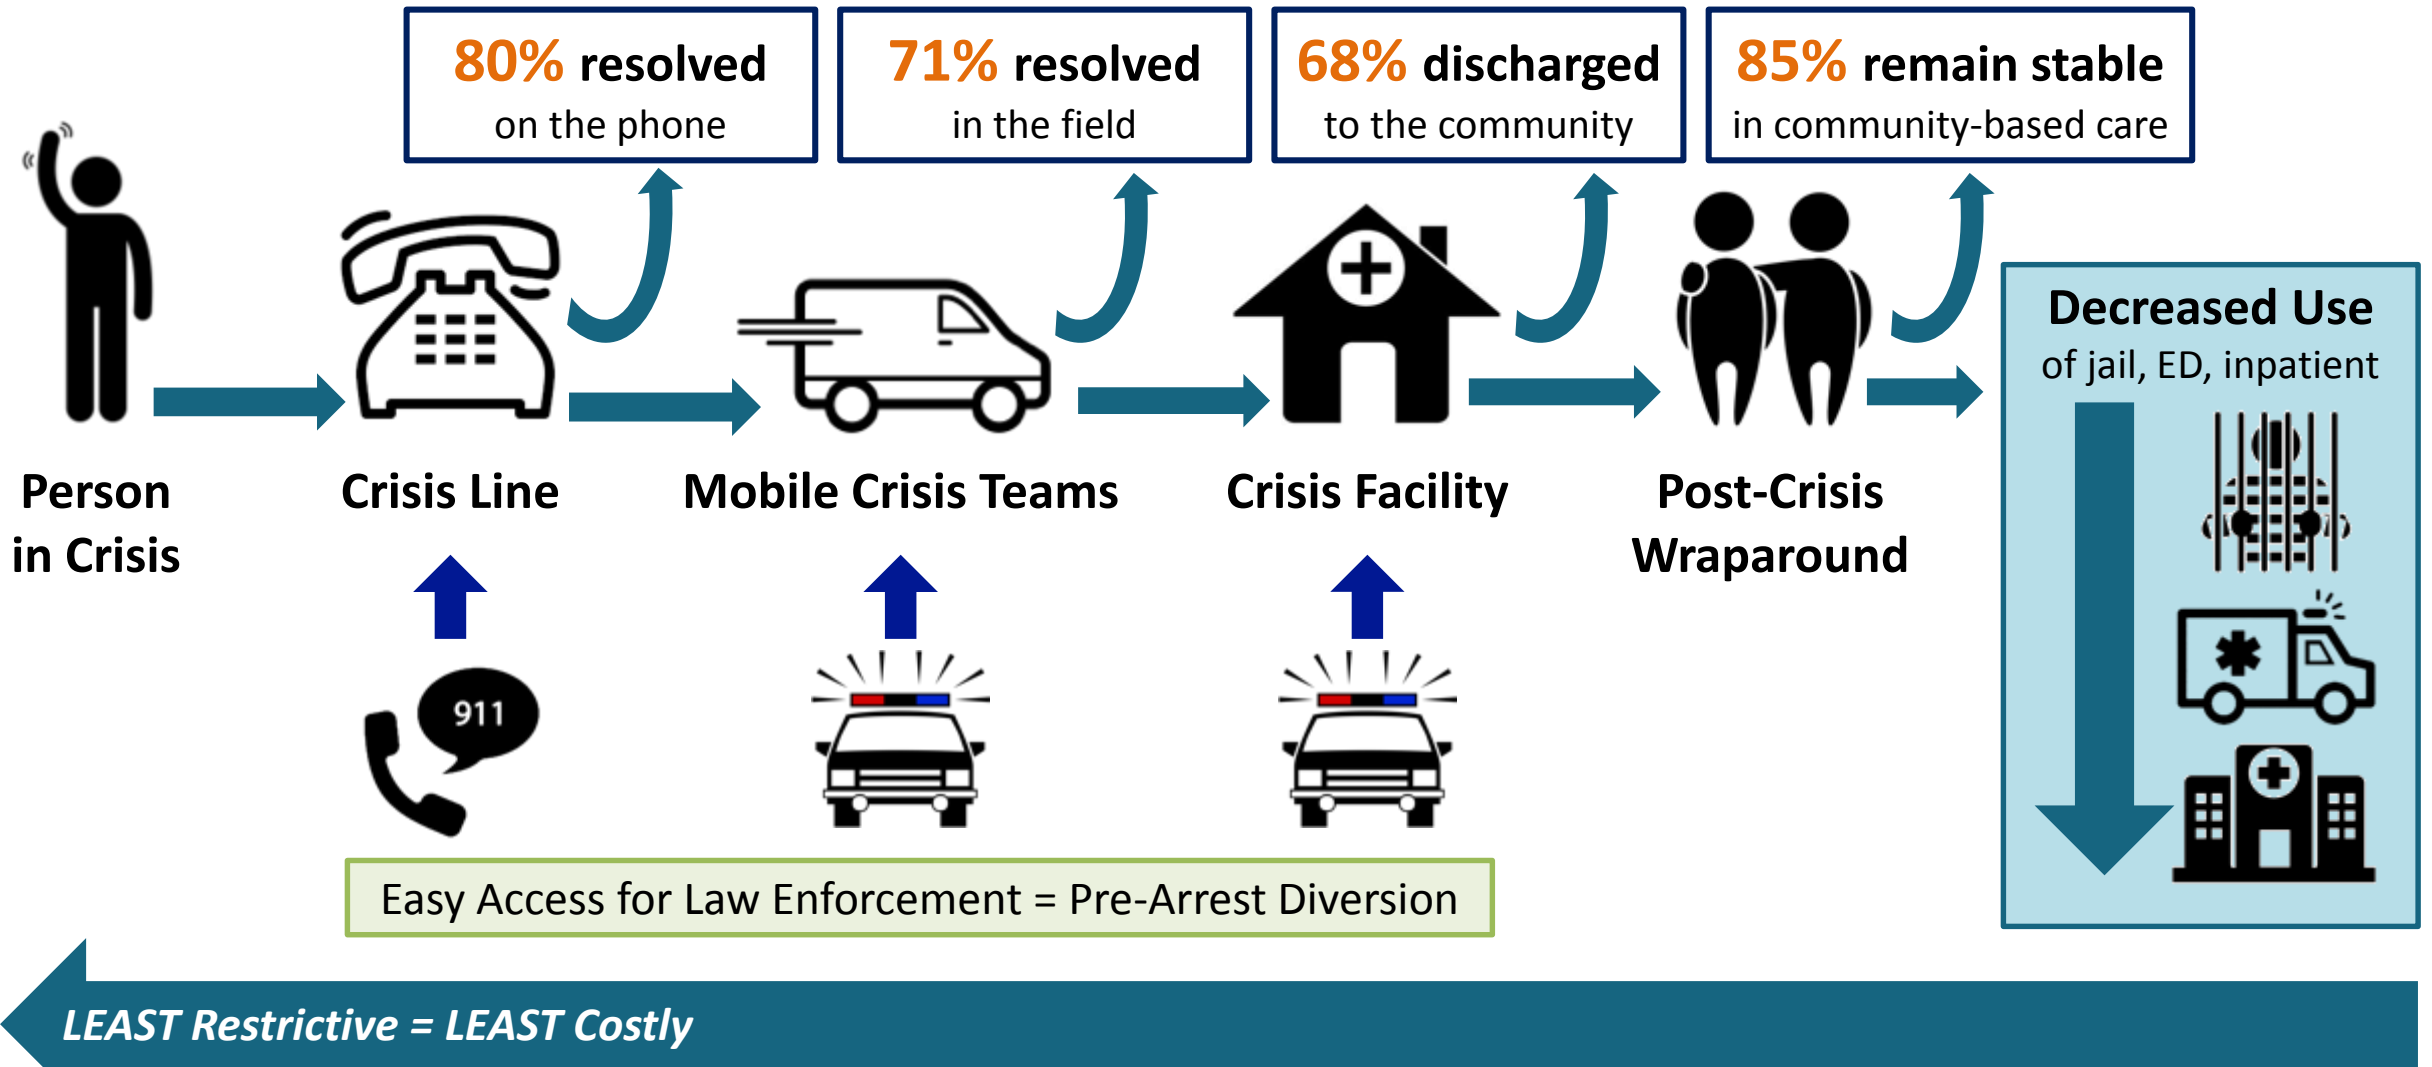 80% resolved
on the phone
71% resolved
in the field
68% discharged
to the community
85% remain stable
in community-based care
Decreased Use
of jail, ED, inpatient
Person
in Crisis
Crisis Line
Mobile Crisis Teams
Crisis Facility
Post-Crisis
Wraparound
911
Easy Access for Law Enforcement = Pre-Arrest Diversion
LEAST Restrictive = LEAST Costly